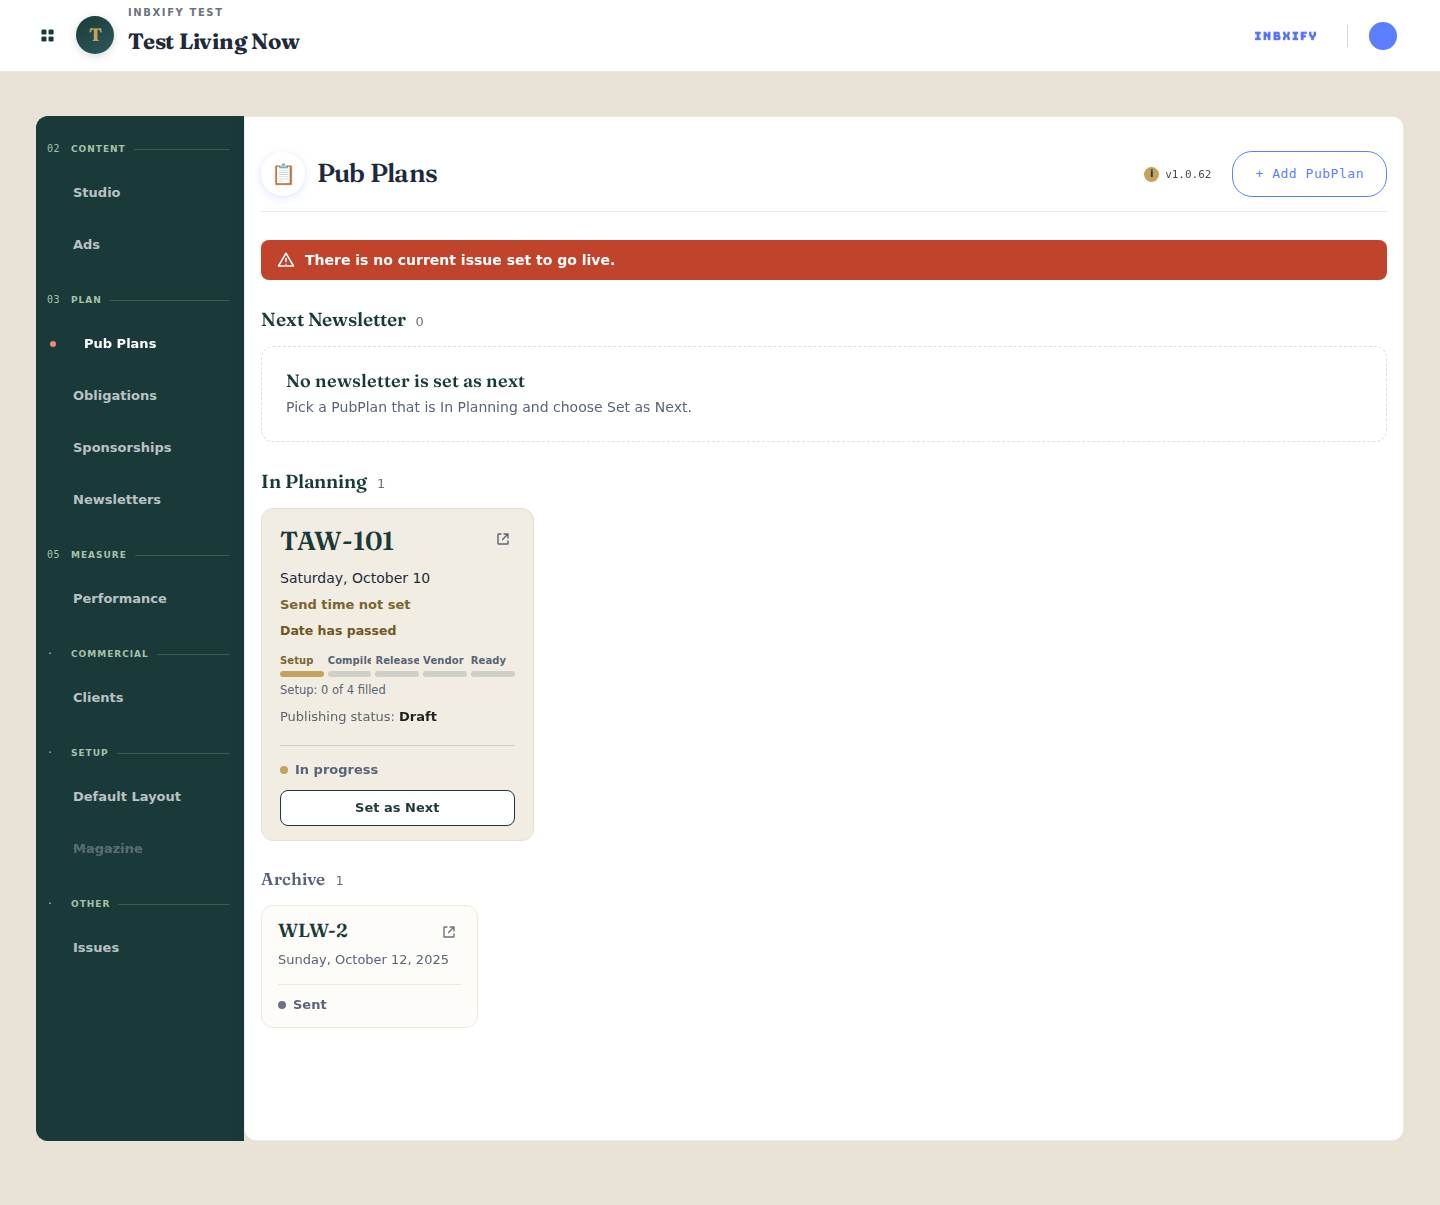 INBXIFY TEST
T
Test Living Now
INBXIFY
02 CONTENT
Studio
Ads
03 PLAN
Pub Plans
Obligations
Sponsorships
Newsletters
05 MEASURE
Performance
· COMMERCIAL
Clients
· SETUP
Default Layout
Magazine
· OTHER
Issues
Pub Plans
i v1.0.62
+ Add PubPlan
There is no current issue set to go live.
Next Newsletter 0
No newsletter is set as next
Pick a PubPlan that is In Planning and choose Set as Next.
In Planning 1
TAW-101
Saturday, October 10
Send time not set
Date has passed
Setup Compile Release Vendor Ready
Setup: 0 of 4 filled
Publishing status: Draft
In progress
Set as Next
Archive 1
WLW-2
Sunday, October 12, 2025
Sent